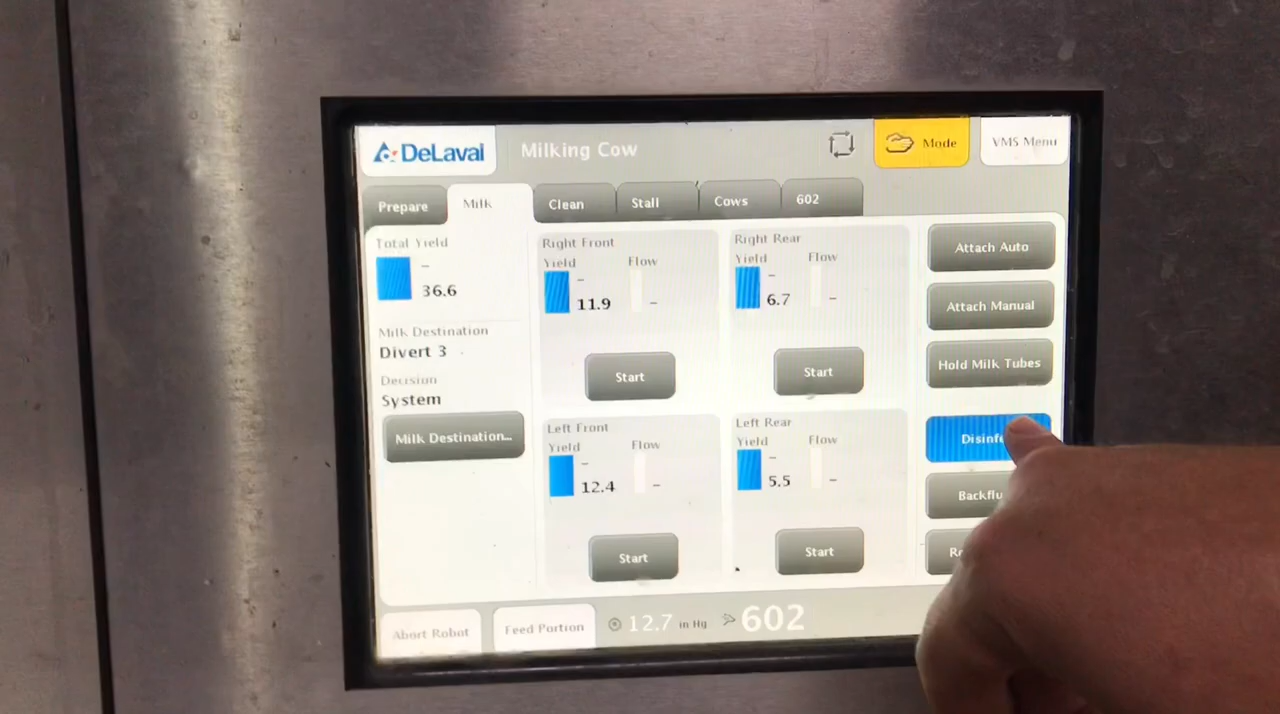 DeLaval
Milking Cow
Mode
VMS Menu
Prepare
Milk
Clean
Stall
Cows
602
Total Yield
–
36.6
Milk Destination
Divert 3
Decision
System
Milk Destination...
Right Front
Yield Flow
–
11.9 –
Start
Right Rear
Yield Flow
–
6.7 –
Start
Left Front
Yield Flow
–
12.4 –
Start
Left Rear
Yield Flow
–
5.5 –
Start
Attach Auto
Attach Manual
Hold Milk Tubes
Disinfe
Backflu
Abort Robot
Feed Portion
12.7 in Hg
602